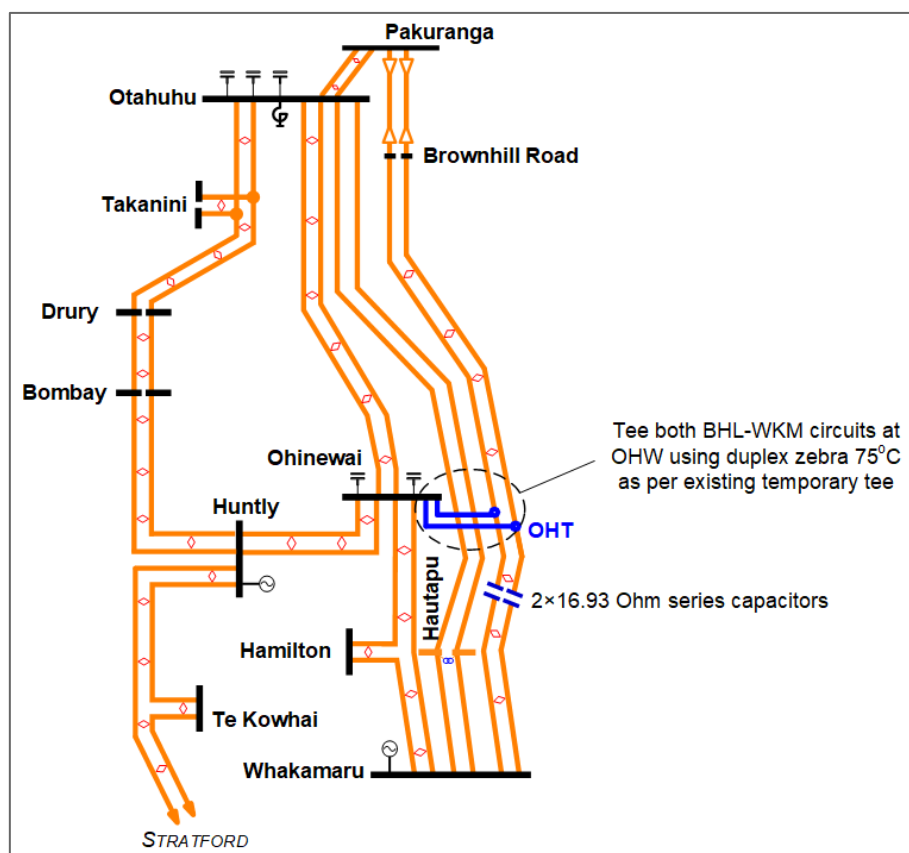 Pakuranga
Otahuhu
Brownhill Road
Takanini
Drury
Bombay
Ohinewai
Tee both BHL-WKM circuits at
OHW using duplex zebra 75⁰C
as per existing temporary tee
Huntly
OHT
Hautapu
2×16.93 Ohm series capacitors
Hamilton
Te Kowhai
Whakamaru
STRATFORD